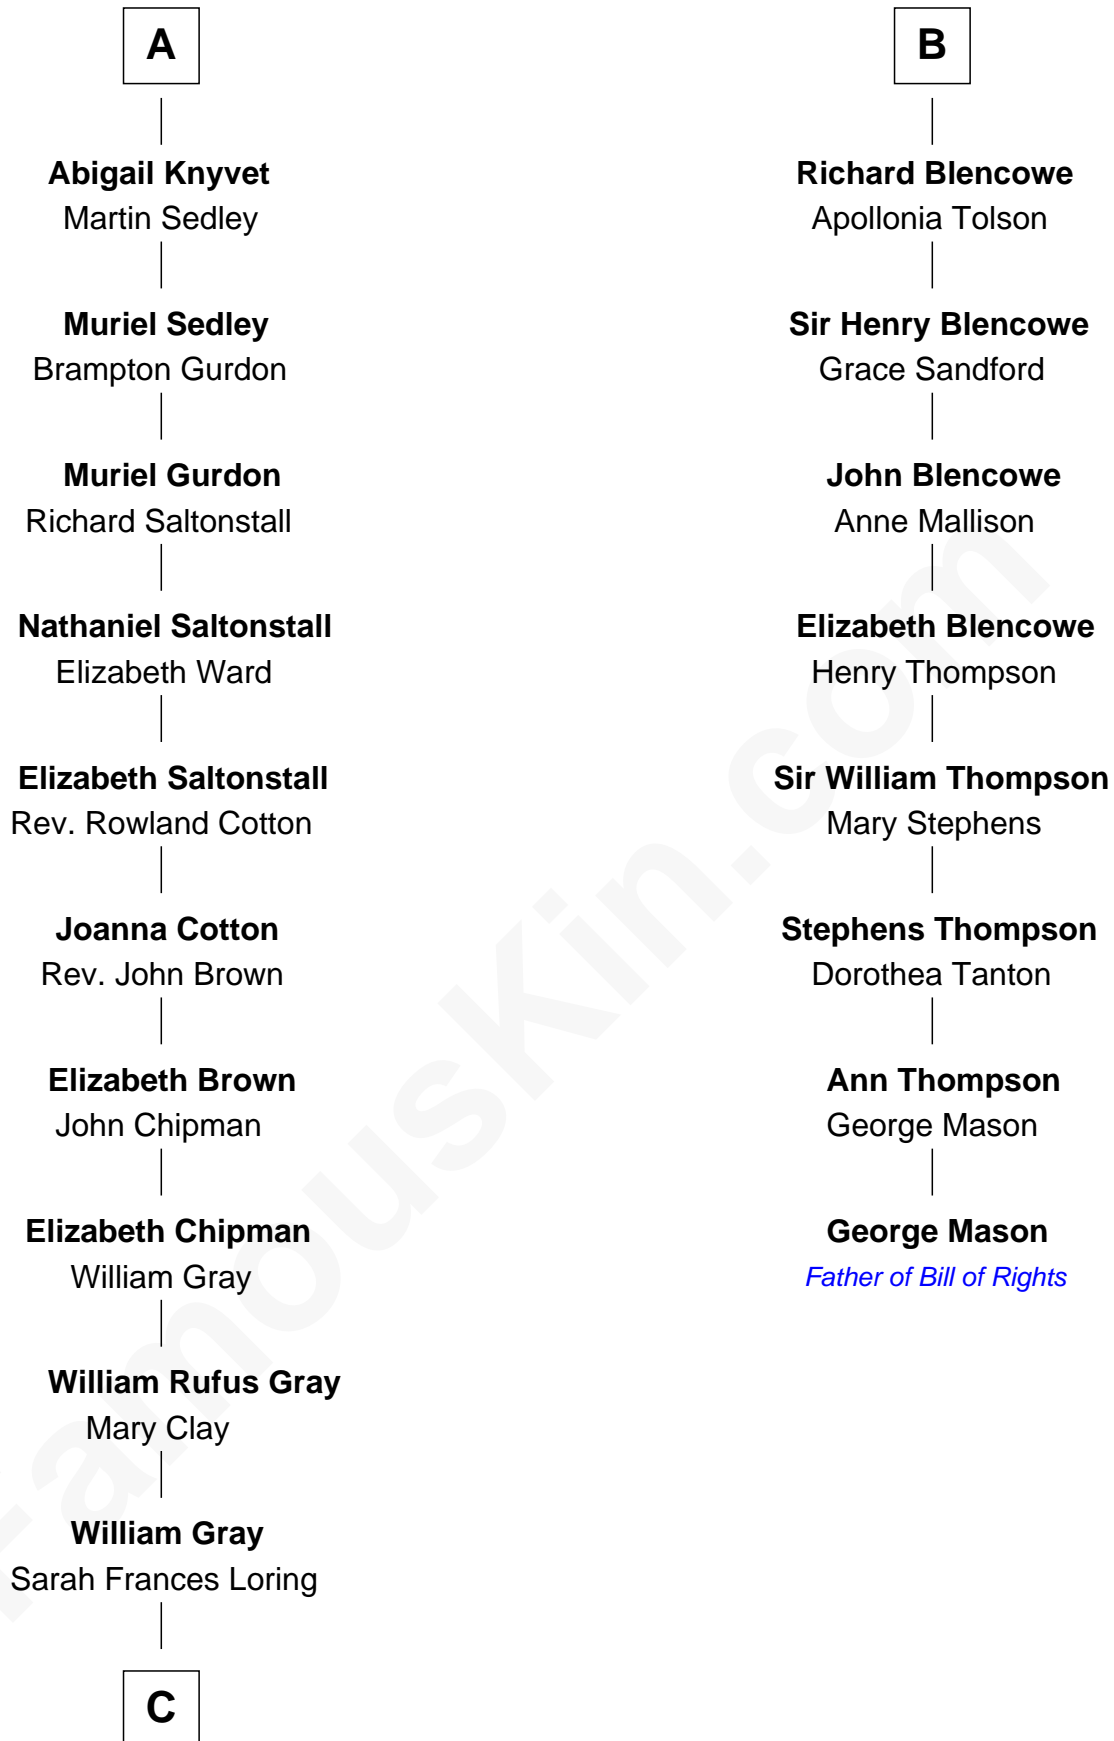 A
Abigail Knyvet
Martin Sedley
Muriel Sedley
Brampton Gurdon
Muriel Gurdon
Richard Saltonstall
Nathaniel Saltonstall
Elizabeth Ward
Elizabeth Saltonstall
Rev. Rowland Cotton
Joanna Cotton
Rev. John Brown
Elizabeth Brown
John Chipman
Elizabeth Chipman
William Gray
William Rufus Gray
Mary Clay
William Gray
Sarah Frances Loring
C
B
Richard Blencowe
Apollonia Tolson
Sir Henry Blencowe
Grace Sandford
John Blencowe
Anne Mallison
Elizabeth Blencowe
Henry Thompson
Sir William Thompson
Mary Stephens
Stephens Thompson
Dorothea Tanton
Ann Thompson
George Mason
George Mason
Father of Bill of Rights
FamousKin.com